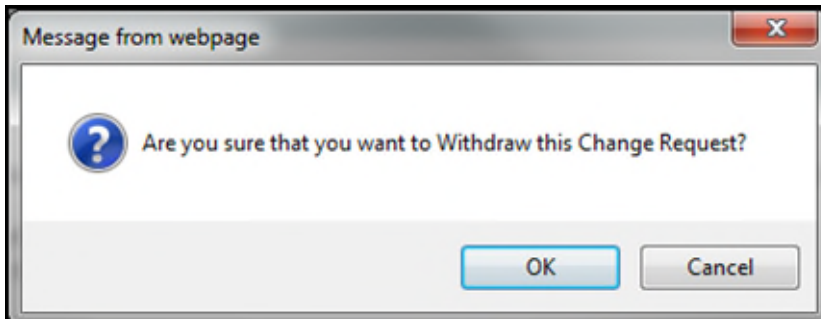 Message from webpage
Are you sure that you want to Withdraw this Change Request?
OK
Cancel